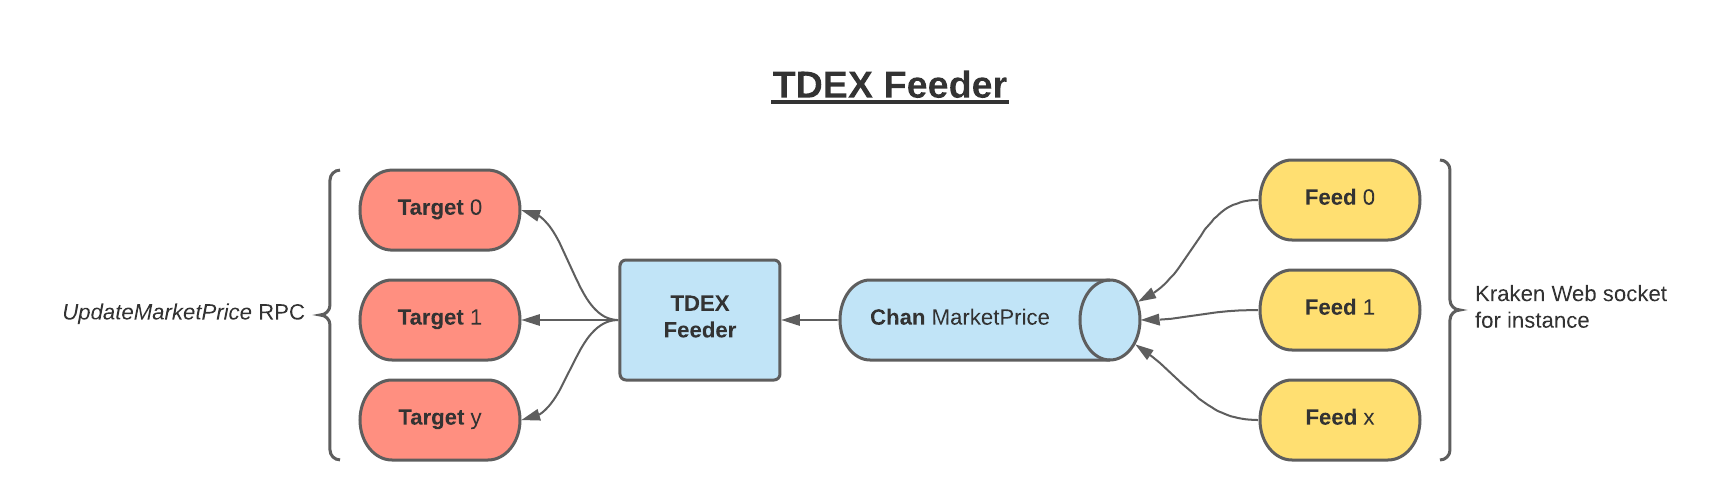 TDEX Feeder
Target 0
Feed 0
UpdateMarketPrice RPC
Target 1
TDEX
Feeder
Chan MarketPrice
Feed 1
Kraken Web socket
for instance
Target y
Feed x